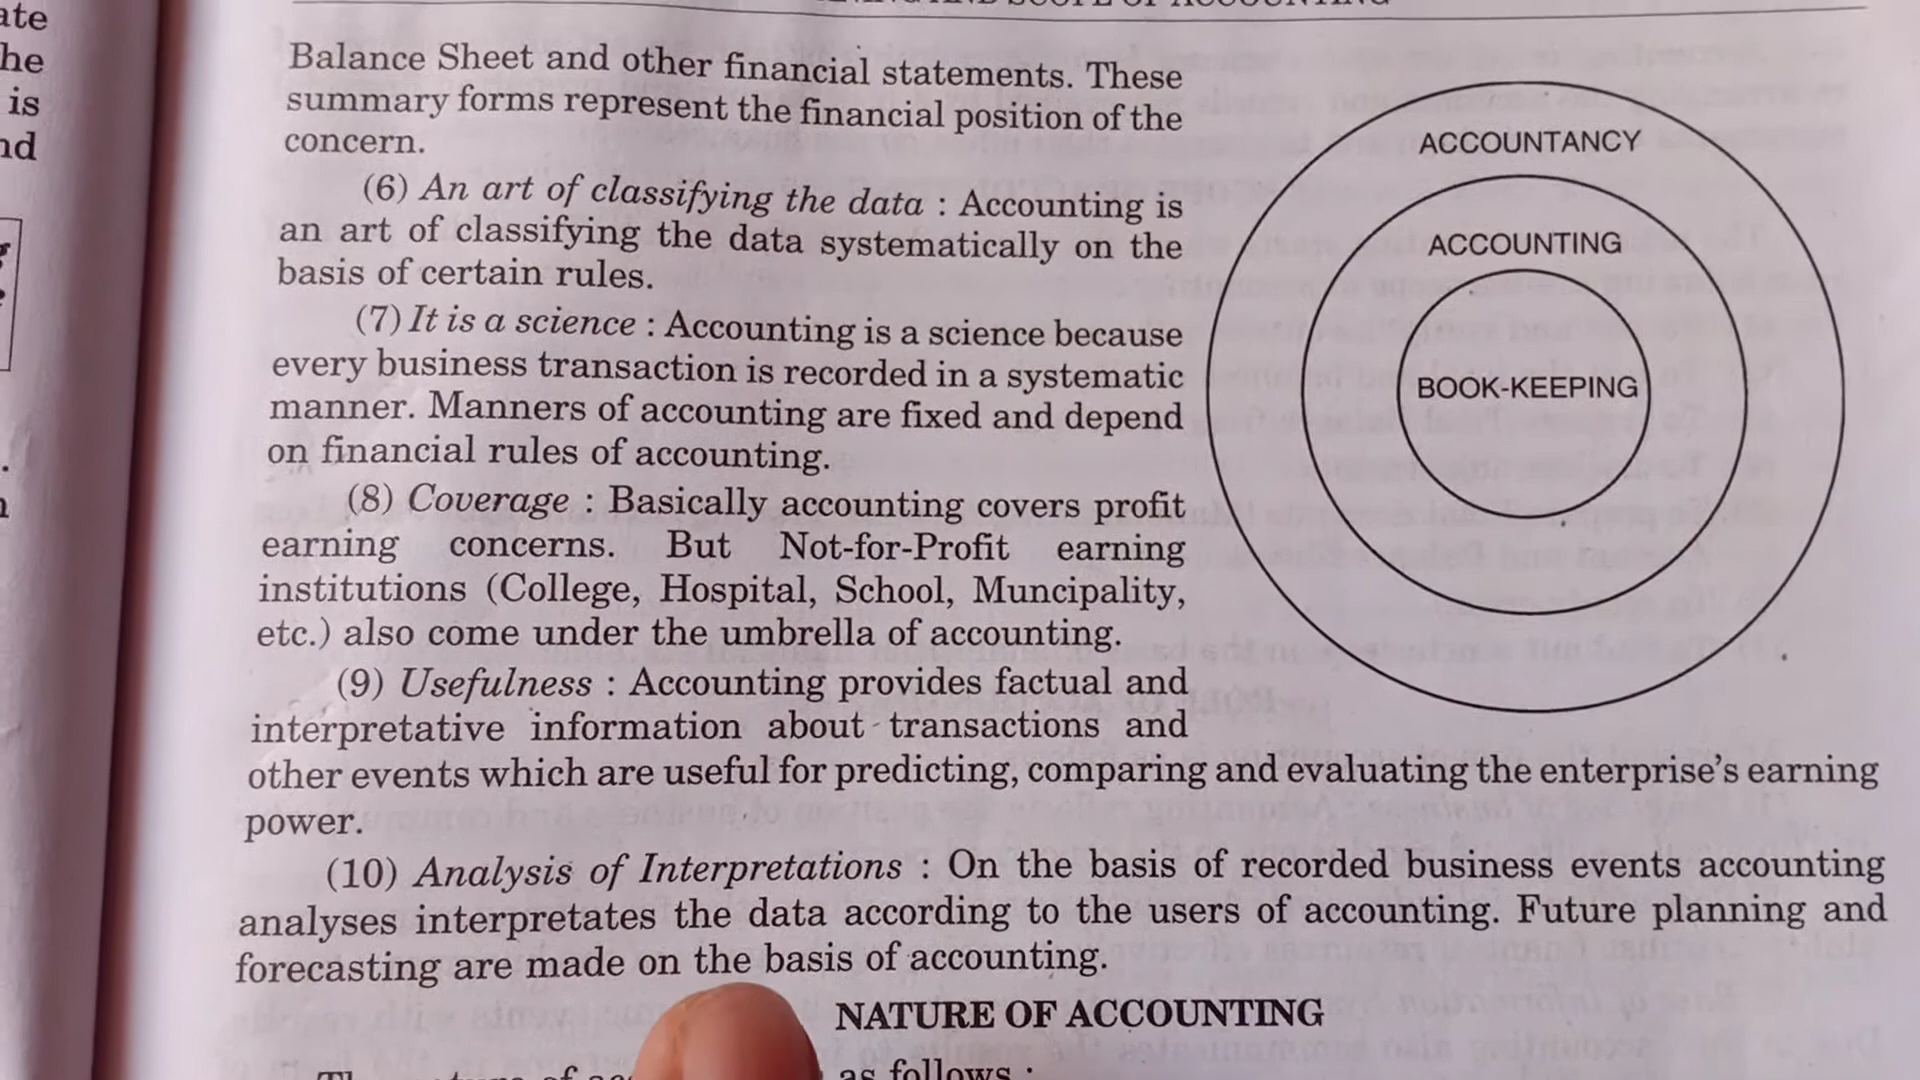 ate
he
is
nd
Balance Sheet and other financial statements. These
summary forms represent the financial position of the
concern.
(6) An art of classifying the data : Accounting is
an art of classifying the data systematically on the
basis of certain rules.
(7) It is a science : Accounting is a science because
every business transaction is recorded in a systematic
manner. Manners of accounting are fixed and depend
on financial rules of accounting.
(8) Coverage : Basically accounting covers profit
earning concerns. But Not-for-Profit earning
institutions (College, Hospital, School, Muncipality,
etc.) also come under the umbrella of accounting.
(9) Usefulness : Accounting provides factual and
interpretative information about transactions and
other events which are useful for predicting, comparing and evaluating the enterprise's earning
power.
(10) Analysis of Interpretations : On the basis of recorded business events accounting
analyses interpretates the data according to the users of accounting. Future planning and
forecasting are made on the basis of accounting.
ACCOUNTANCY
ACCOUNTING
BOOK-KEEPING
NATURE OF ACCOUNTING
as follows :